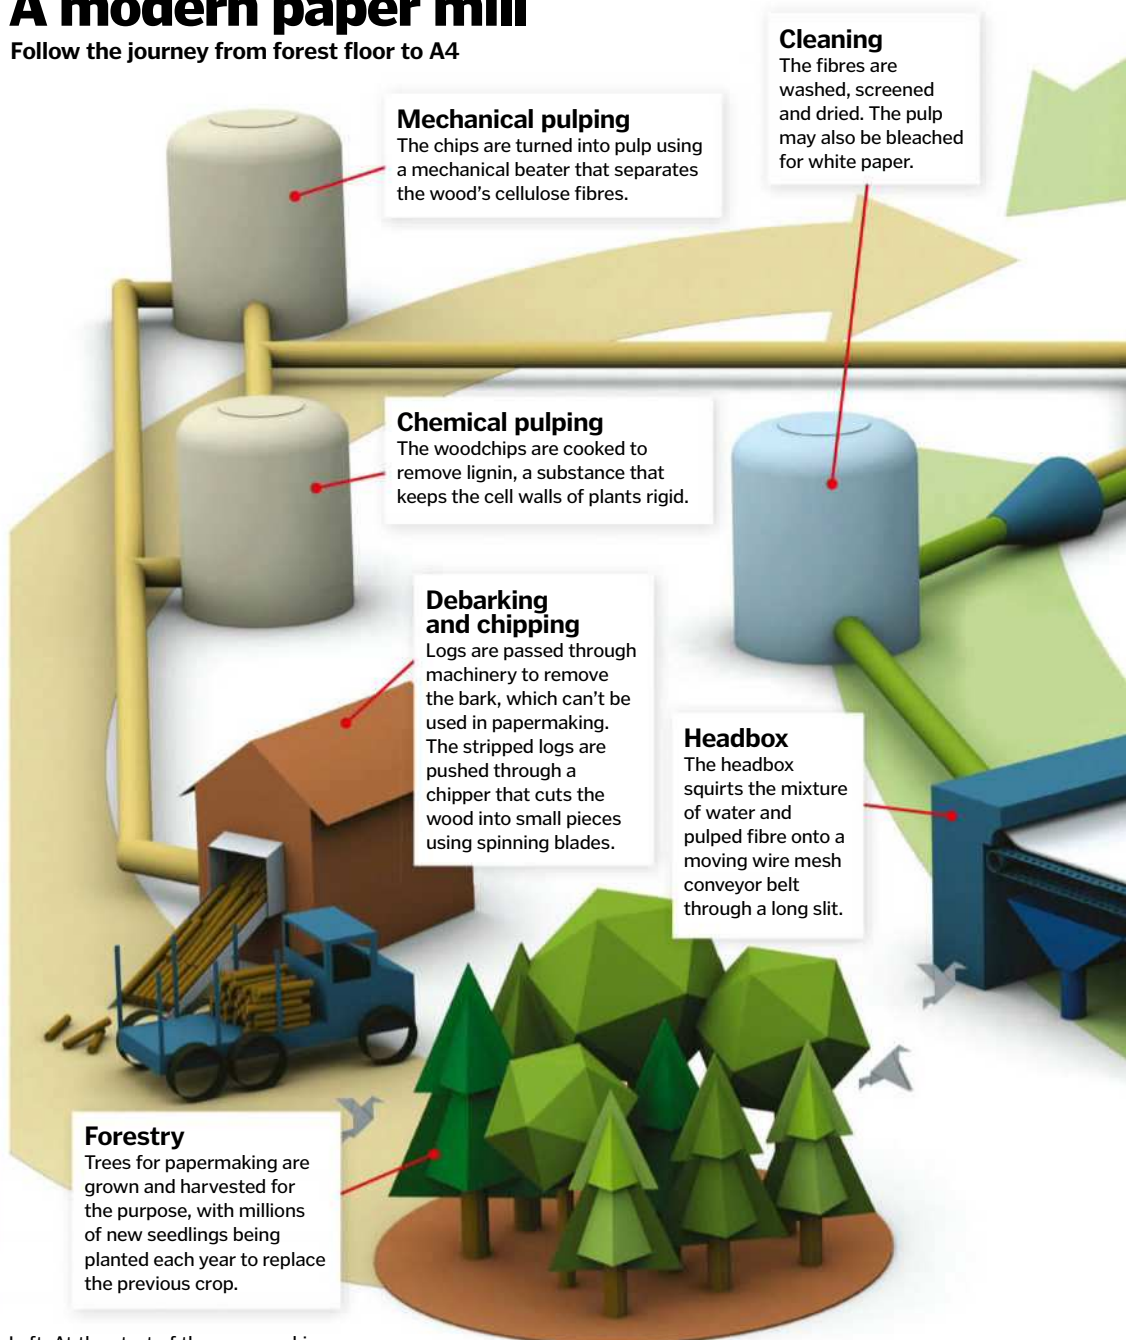 A modern paper mill
Follow the journey from forest floor to A4
Cleaning
The fibres are
washed, screened
and dried. The pulp
may also be bleached
for white paper.
Mechanical pulping
The chips are turned into pulp using
a mechanical beater that separates
the wood's cellulose fibres.
Chemical pulping
The woodchips are cooked to
remove lignin, a substance that
keeps the cell walls of plants rigid.
Debarking
and chipping
Logs are passed through
machinery to remove
the bark, which can't be
used in papermaking.
The stripped logs are
pushed through a
chipper that cuts the
wood into small pieces
using spinning blades.
Headbox
The headbox
squirts the mixture
of water and
pulped fibre onto a
moving wire mesh
conveyor belt
through a long slit.
Forestry
Trees for papermaking are
grown and harvested for
the purpose, with millions
of new seedlings being
planted each year to replace
the previous crop.